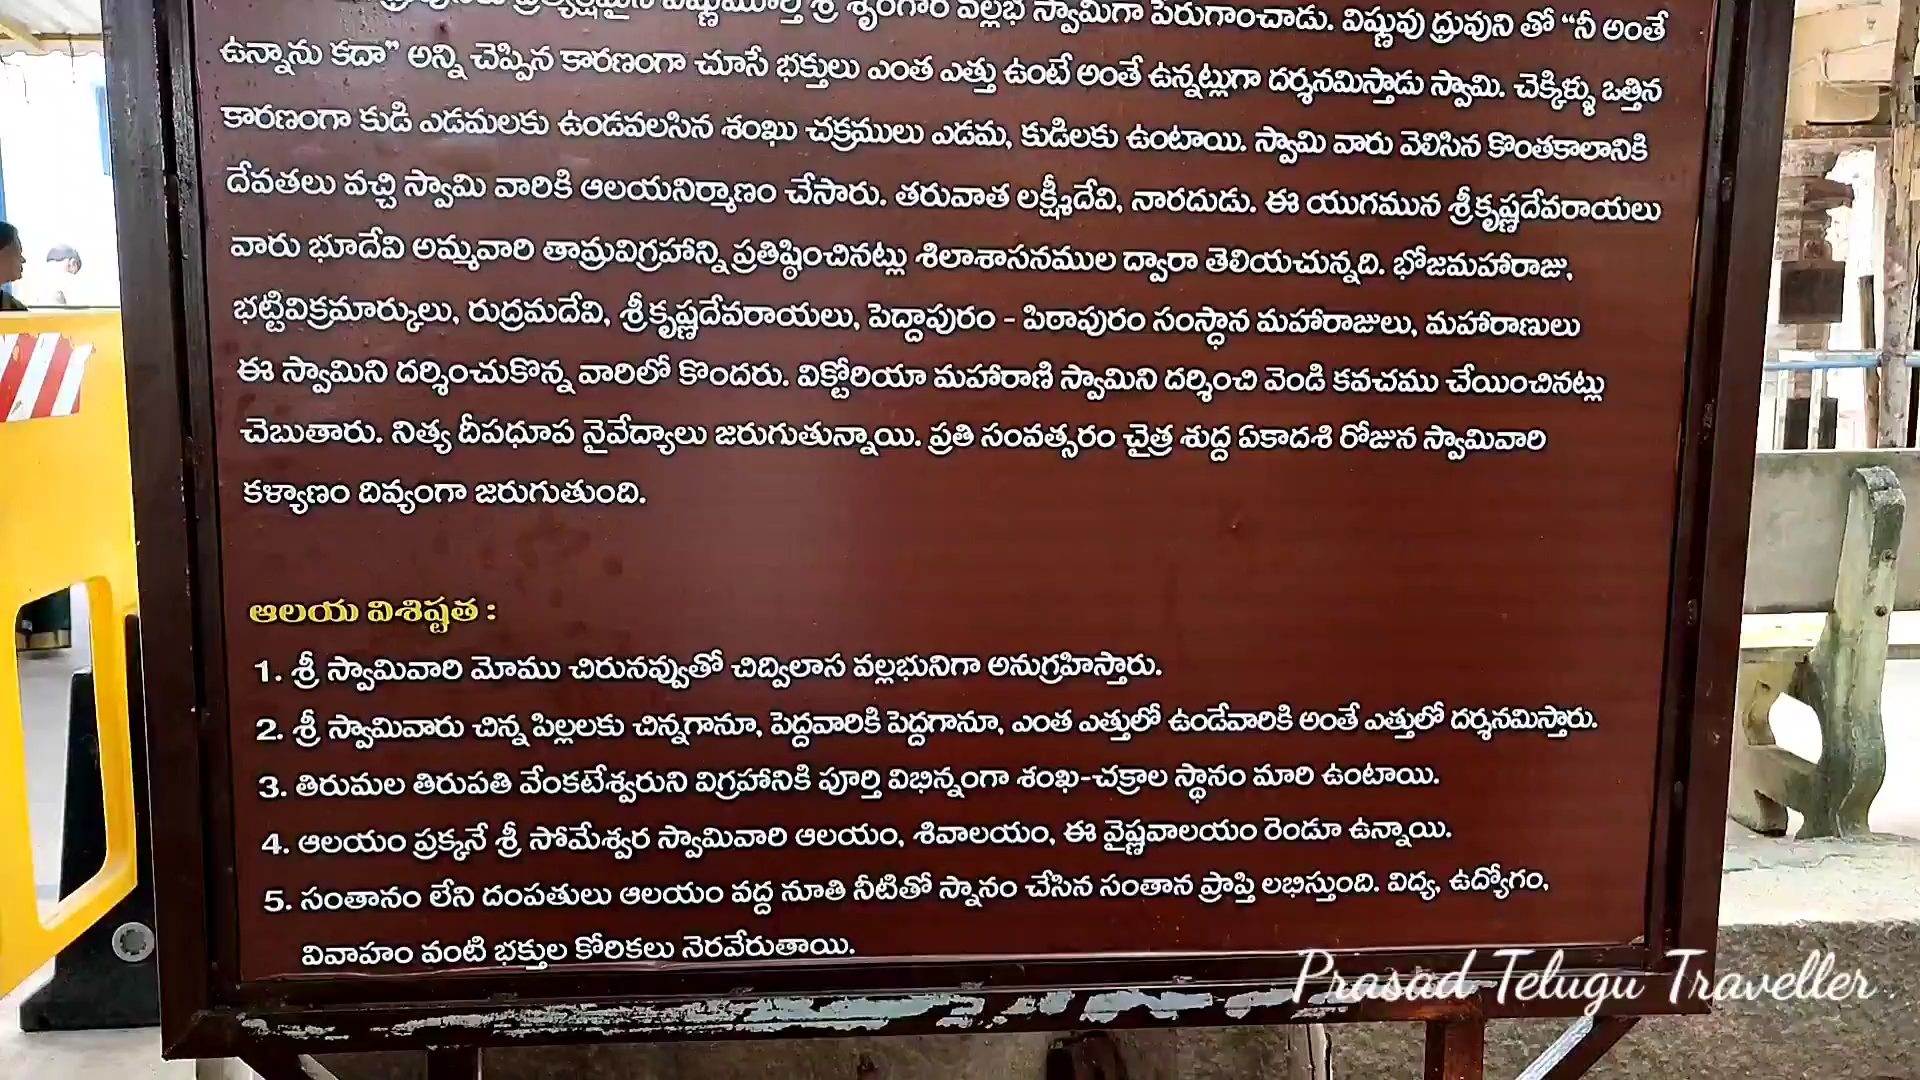 ప్రత్యక్షమైన విష్ణుమూర్తి శ్రీ శృంగార వల్లభ స్వామిగా పేరుగాంచాడు. విష్ణువు ధ్రువుని తో “నీ అంతే
ఉన్నాను కదా” అన్ని చెప్పిన కారణంగా చూసే భక్తులు ఎంత ఎత్తు ఉంటే అంతే ఉన్నట్లుగా దర్శనమిస్తాడు స్వామి. చెక్కిళ్ళు ఒత్తిన
కారణంగా కుడి ఎడమలకు ఉండవలసిన శంఖు చక్రములు ఎడమ, కుడిలకు ఉంటాయి. స్వామి వారు వెలిసిన కొంతకాలానికి
దేవతలు వచ్చి స్వామి వారికి ఆలయనిర్మాణం చేసారు. తరువాత లక్ష్మీదేవి, నారదుడు. ఈ యుగమున శ్రీకృష్ణదేవరాయలు
వారు భూదేవి అమ్మవారి తామ్రవిగ్రహాన్ని ప్రతిష్ఠించినట్లు శిలాశాసనముల ద్వారా తెలియచున్నది. భోజమహారాజు,
భట్టివిక్రమార్కులు, రుద్రమదేవి, శ్రీకృష్ణదేవరాయలు, పెద్దాపురం - పిఠాపురం సంస్థాన మహారాజులు, మహారాణులు
ఈ స్వామిని దర్శించుకొన్న వారిలో కొందరు. విక్టోరియా మహారాణి స్వామిని దర్శించి వెండి కవచము చేయించినట్లు
చెబుతారు. నిత్య దీపధూప నైవేద్యాలు జరుగుతున్నాయి. ప్రతి సంవత్సరం చైత్ర శుద్ద ఏకాదశి రోజున స్వామివారి
కళ్యాణం దివ్యంగా జరుగుతుంది.
ఆలయ విశిష్టత :
1. శ్రీ స్వామివారి మోము చిరునవ్వుతో చిద్విలాస వల్లభునిగా అనుగ్రహిస్తారు.
2. శ్రీ స్వామివారు చిన్న పిల్లలకు చిన్నగానూ, పెద్దవారికి పెద్దగానూ, ఎంత ఎత్తులో ఉండేవారికి అంతే ఎత్తులో దర్శనమిస్తారు.
3. తిరుమల తిరుపతి వేంకటేశ్వరుని విగ్రహానికి పూర్తి విభిన్నంగా శంఖ-చక్రాల స్థానం మారి ఉంటాయి.
4. ఆలయం ప్రక్కనే శ్రీ సోమేశ్వర స్వామివారి ఆలయం, శివాలయం, ఈ వైష్ణవాలయం రెండూ ఉన్నాయి.
5. సంతానం లేని దంపతులు ఆలయం వద్ద నూతి నీటితో స్నానం చేసిన సంతాన ప్రాప్తి లభిస్తుంది. విద్య, ఉద్యోగం,
వివాహం వంటి భక్తుల కోరికలు నెరవేరుతాయి.
Prasad Telugu Traveller .